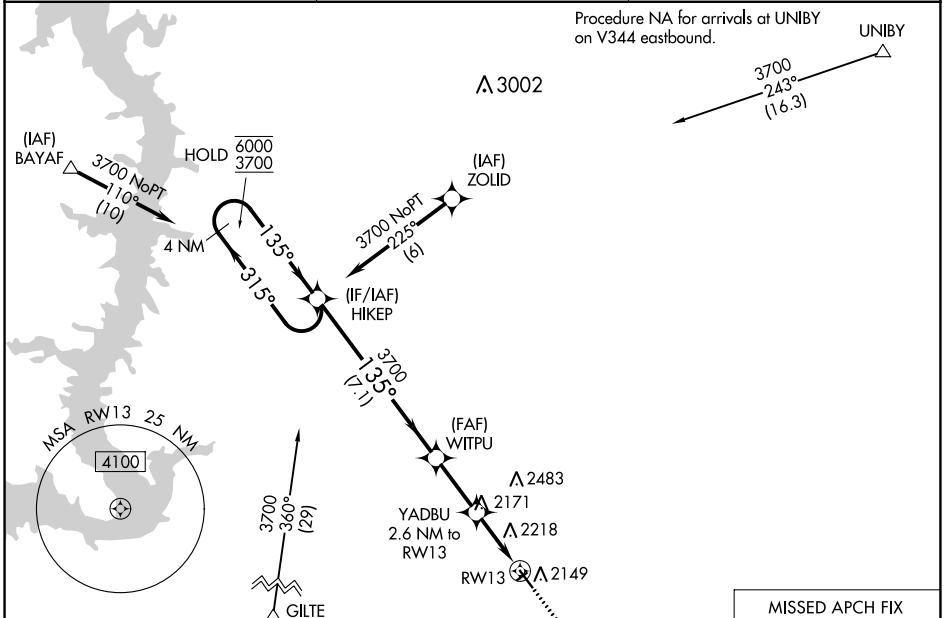 Procedure NA for arrivals at UNIBY
on V344 eastbound.
UNIBY
3700
243°
(16.3)
3002
(IAF)
BAYAF
3700 NoPT
110°
(10)
HOLD
6000
3700
4 NM
135°
315°
(IAF)
ZOLID
3700 NoPT
225°
(6)
(IF/IAF)
HIKEP
3700
135°
(7.1)
(FAF)
WITPU
2483
2171
YADBU
2.6 NM to
RW13
2218
RW13
2149
MSA RW13 25 NM
4100
3700
360°
(29)
GILTE
MISSED APCH FIX